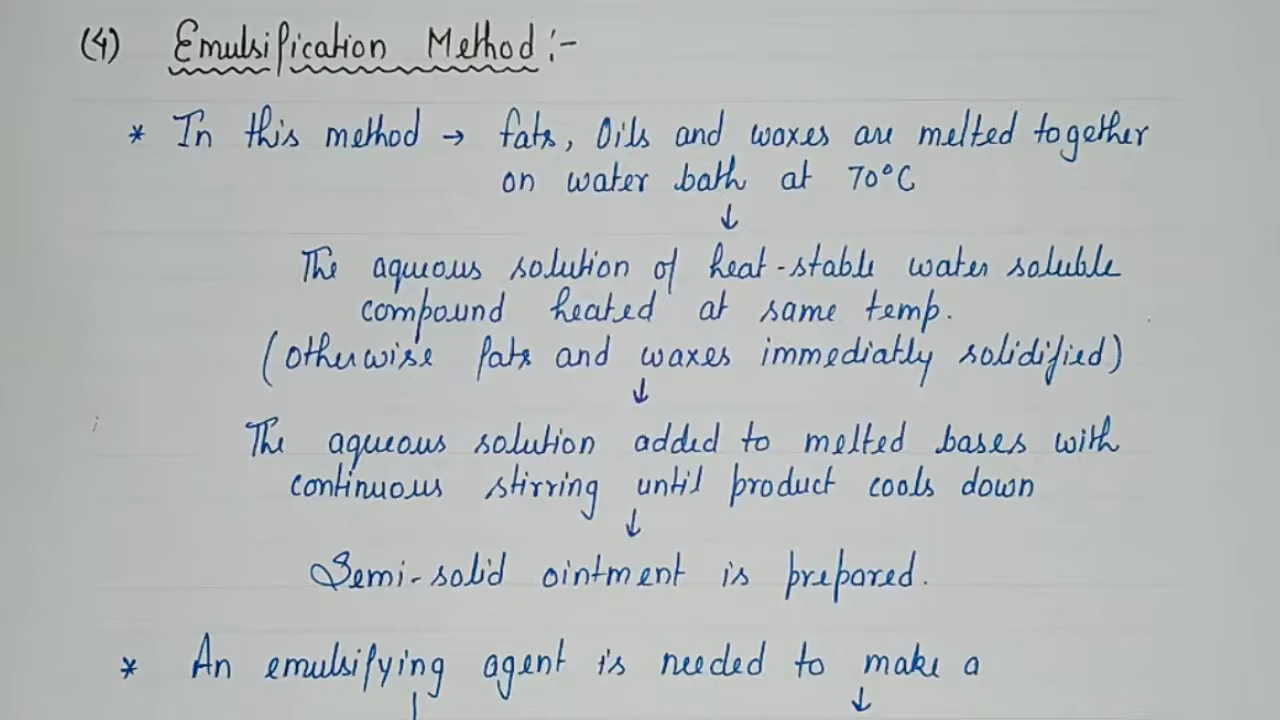 (4) Emulsification Method :-
* In this method → fats, Oils and waxes are melted together
on water bath at 70°C
↓
The aqueous solution of heat-stable water soluble
compound heated at same temp.
(Otherwise fats and waxes immediatly solidified)
↓
The aqueous solution added to melted bases with
continuous stirring until product cools down
↓
Semi-solid ointment is prepared.
* An emulsifying agent is needed to make a
↓